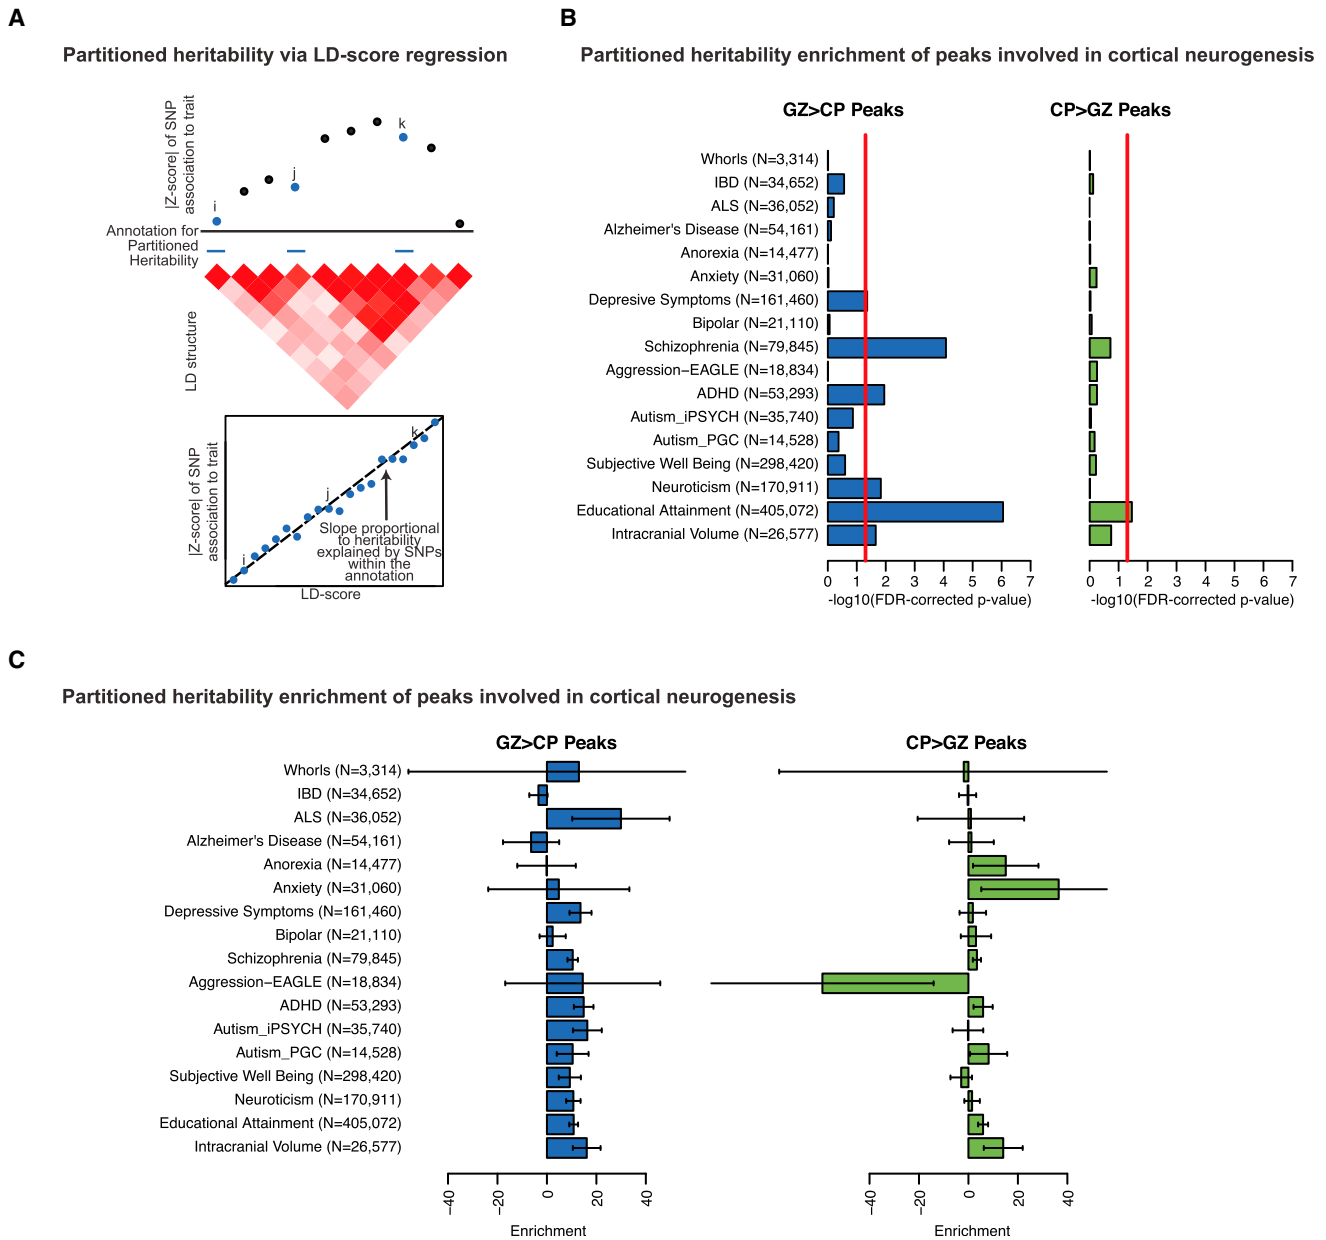 A
Partitioned heritability via LD-score regression
|Z-score| of SNP
association to trait
i
j
k
Annotation for
Partitioned
Heritability
LD structure
|Z-score| of SNP
association to trait
i
j
k
Slope proportional
to heritability
explained by SNPs
within the
annotation
LD-score
B
Partitioned heritability enrichment of peaks involved in cortical neurogenesis
GZ>CP Peaks
CP>GZ Peaks
Whorls (N=3,314)
IBD (N=34,652)
ALS (N=36,052)
Alzheimer's Disease (N=54,161)
Anorexia (N=14,477)
Anxiety (N=31,060)
Depresive Symptoms (N=161,460)
Bipolar (N=21,110)
Schizophrenia (N=79,845)
Aggression−EAGLE (N=18,834)
ADHD (N=53,293)
Autism_iPSYCH (N=35,740)
Autism_PGC (N=14,528)
Subjective Well Being (N=298,420)
Neuroticism (N=170,911)
Educational Attainment (N=405,072)
Intracranial Volume (N=26,577)
0 1 2 3 4 5 6 7
-log10(FDR-corrected p-value)
0 1 2 3 4 5 6 7
-log10(FDR-corrected p-value)
C
Partitioned heritability enrichment of peaks involved in cortical neurogenesis
GZ>CP Peaks
CP>GZ Peaks
Whorls (N=3,314)
IBD (N=34,652)
ALS (N=36,052)
Alzheimer's Disease (N=54,161)
Anorexia (N=14,477)
Anxiety (N=31,060)
Depressive Symptoms (N=161,460)
Bipolar (N=21,110)
Schizophrenia (N=79,845)
Aggression−EAGLE (N=18,834)
ADHD (N=53,293)
Autism_iPSYCH (N=35,740)
Autism_PGC (N=14,528)
Subjective Well Being (N=298,420)
Neuroticism (N=170,911)
Educational Attainment (N=405,072)
Intracranial Volume (N=26,577)
−40 −20 0 20 40
Enrichment
−40 −20 0 20 40
Enrichment